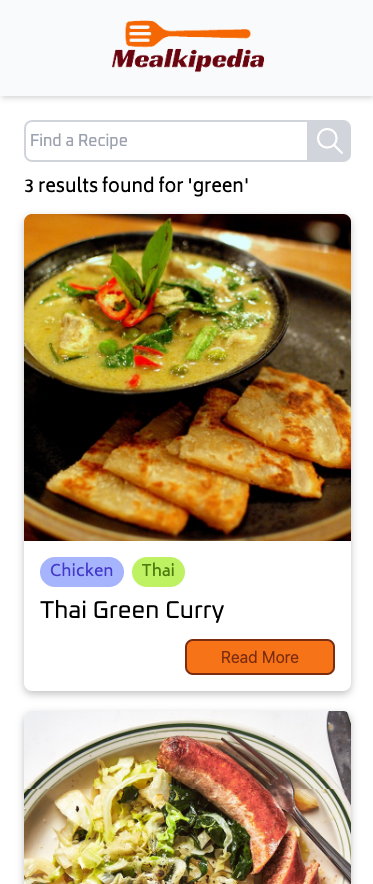 Mealkipedia
Find a Recipe
3 results found for 'green'
Chicken Thai
Thai Green Curry
Read More